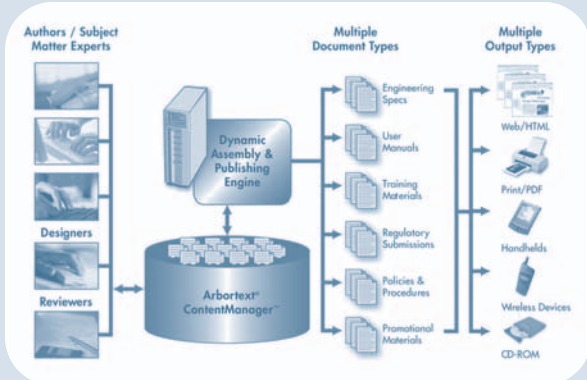 Authors / Subject
Matter Experts
Designers
Reviewers
Dynamic
Assembly &
Publishing
Engine
Arbortext®
ContentManager™
Multiple
Document Types
Engineering
Specs
User
Manuals
Training
Materials
Regulatory
Submissions
Policies &
Procedures
Promotional
Materials
Multiple
Output Types
Web/HTML
Print/PDF
Handhelds
Wireless Devices
CD-ROM